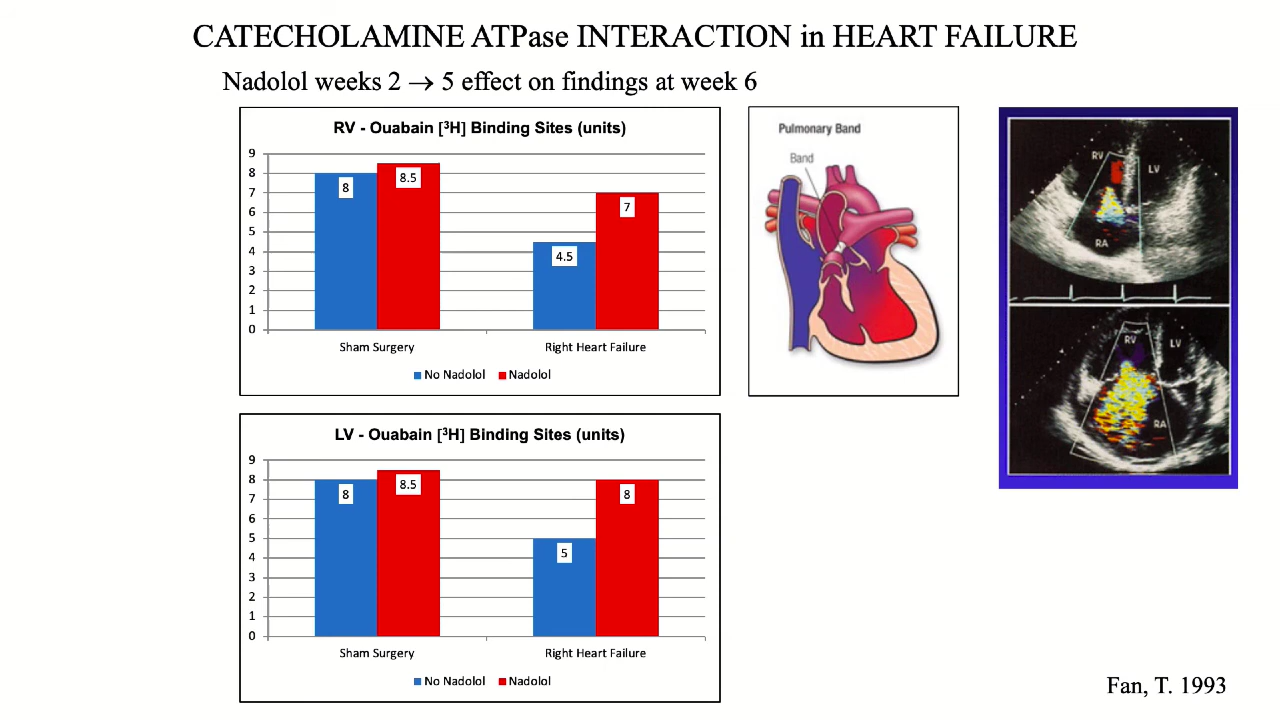 CATECHOLAMINE ATPase INTERACTION in HEART FAILURE
Nadolol weeks 2 → 5 effect on findings at week 6
RV - Ouabain [³H] Binding Sites (units)
9
8
7
6
5
4
3
2
1
0
8
8.5
4.5
7
Sham Surgery
Right Heart Failure
No Nadolol
Nadolol
Pulmonary Band
Band
RV
LV
RA
RV
LV
RA
LV - Ouabain [³H] Binding Sites (units)
9
8
7
6
5
4
3
2
1
0
8
8.5
5
8
Sham Surgery
Right Heart Failure
No Nadolol
Nadolol
Fan, T. 1993